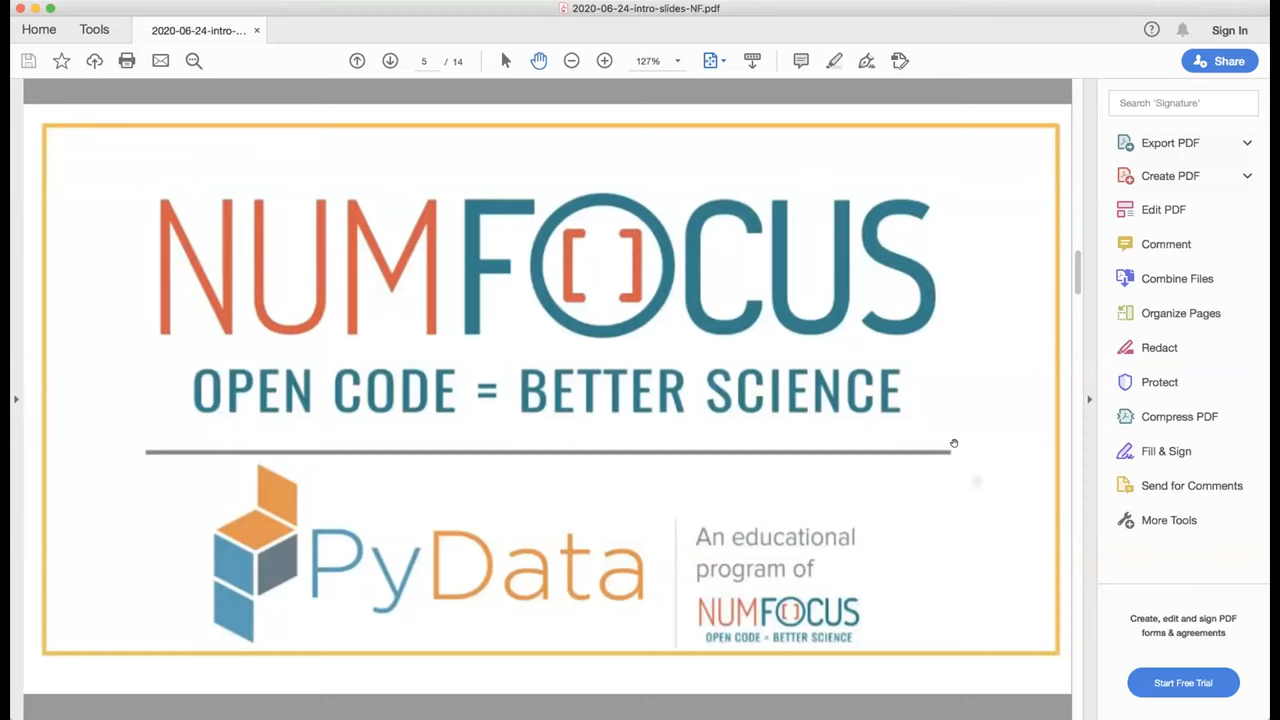 2020-06-24-intro-slides-NF.pdf
Home
Tools
2020-06-24-intro-...
Sign In
5 / 14
127%
Share
Search 'Signature'
Export PDF
Create PDF
Edit PDF
Comment
Combine Files
Organize Pages
Redact
Protect
Compress PDF
Fill & Sign
Send for Comments
More Tools
Create, edit and sign PDF
forms & agreements
Start Free Trial
NUMFOCUS
OPEN CODE = BETTER SCIENCE
PyData
An educational
program of
NUMFOCUS
OPEN CODE = BETTER SCIENCE